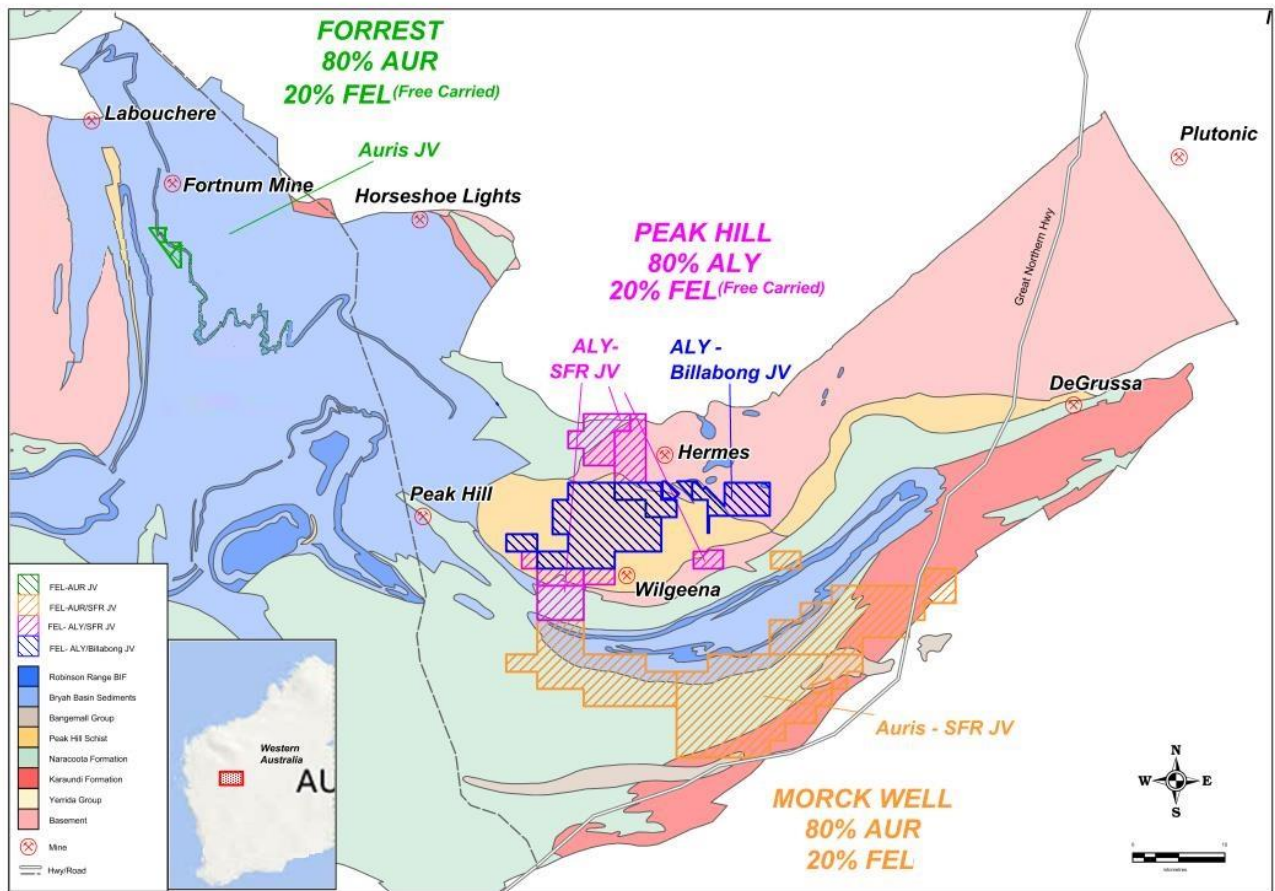 FORREST
80% AUR
20% FEL(Free Carried)
Labouchere
Auris JV
Plutonic
Fortnum Mine
Horseshoe Lights
PEAK HILL
80% ALY
20% FEL(Free Carried)
Great Northern Hwy
ALY-
SFR JV
ALY -
Billabong JV
DeGrussa
Hermes
Peak Hill
Wilgeena
Auris - SFR JV
MORCK WELL
80% AUR
20% FEL
FEL-AUR JV
FEL-AUR/SFR JV
FEL- ALY/SFR JV
FEL- ALY/Billabong JV
Robinson Range BIF
Bryah Basin Sediments
Bangemall Group
Peak Hill Schist
Naracoota Formation
Karaundi Formation
Yerrida Group
Basement
Mine
Hwy/Road
Western
Australia
AU
N
W E
S
0 10
kilometres